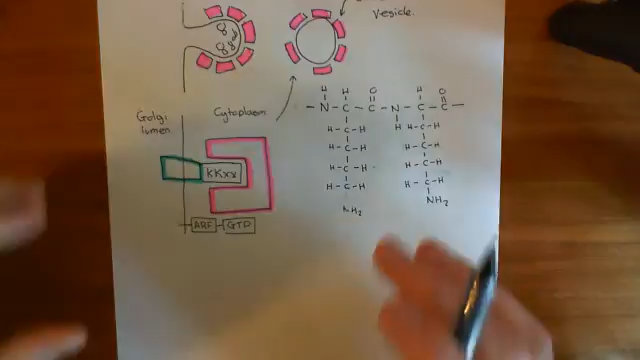 Vesicle.
Golgi
lumen
Cytoplasm
KKxx
ARF GTP
H H O H O
N C C N C C
H-C-H H H-C-H
H-C-H H-C-H
H-C-H H-C-H
H-C-H H-C-H
NH2 NH2